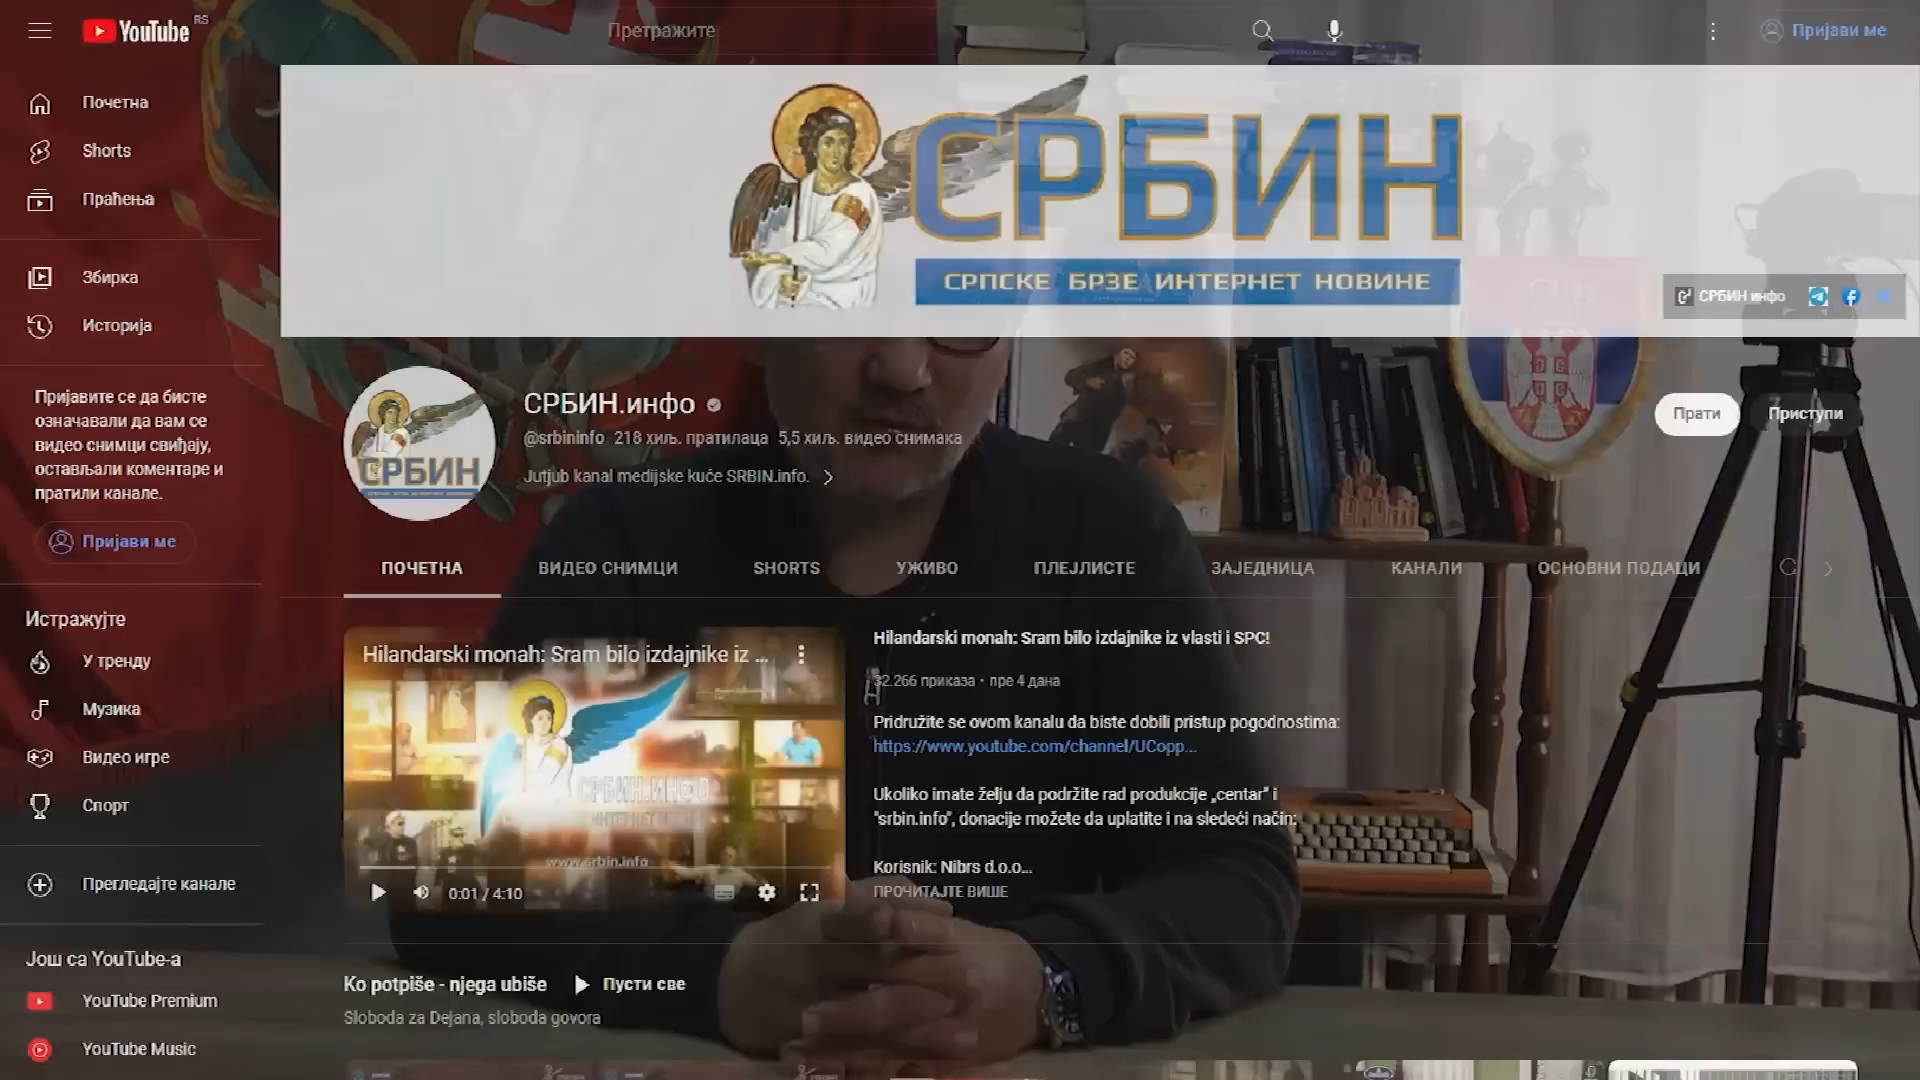 YouTube RS
Претражите
Пријави ме
Почетна
Shorts
Праћења
Збирка
Историја
Пријавите се да бисте
означавали да вам се
видео снимци свиђају,
остављали коментаре и
пратили канале.
Пријави ме
Истражујте
У тренду
Музика
Видео игре
Спорт
Прегледајте канале
Још са YouTube-а
YouTube Premium
YouTube Music
СРБИН
СРПСКЕ БРЗЕ ИНТЕРНЕТ НОВИНЕ
СРБИН инфо
СРБИН
СРБИН.инфо
@srbininfo 218 хиљ. пратилаца 5,5 хиљ. видео снимака
Jutjub kanal medijske kuće SRBIN.info.
Прати
Приступи
ПОЧЕТНА ВИДЕО СНИМЦИ SHORTS УЖИВО ПЛЕЈЛИСТЕ ЗАЈЕДНИЦА КАНАЛИ ОСНОВНИ ПОДАЦИ
Hilandarski monah: Sram bilo izdajnike iz ...
СРБИН.ИНФО
www.srbin.info
0:01 / 4:10
Hilandarski monah: Sram bilo izdajnike iz vlasti i SPC!
32.266 приказа • пре 4 дана
Pridružite se ovom kanalu da biste dobili pristup pogodnostima:
https://www.youtube.com/channel/UCopp...
Ukoliko imate želju da podržite rad produkcije „centar" i
"srbin.info", donacije možete da uplatite i na sledeći način:
Korisnik: Nibrs d.o.o...
ПРОЧИТАЈТЕ ВИШЕ
Ko potpiše - njega ubiše
Пусти све
Sloboda za Dejana, sloboda govora